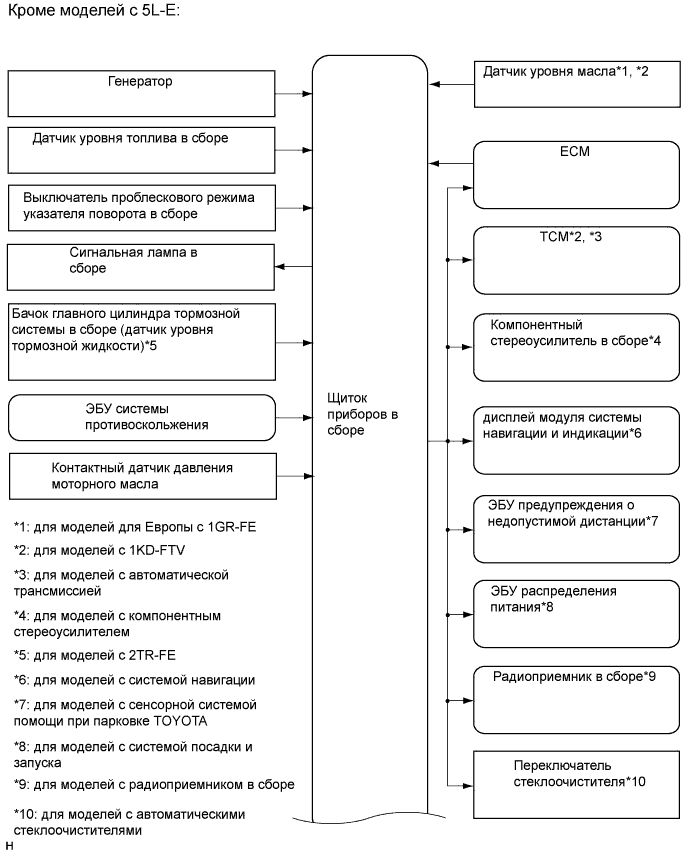 Кроме моделей с 5L-E:
Генератор
Датчик уровня топлива в сборе
Выключатель проблескового режима
указателя поворота в сборе
Сигнальная лампа в
сборе
Бачок главного цилиндра тормозной
системы в сборе (датчик уровня
тормозной жидкости)*5
ЭБУ системы
противоскольжения
Контактный датчик давления
моторного масла
Щиток
приборов в
сборе
Датчик уровня масла*1, *2
ECM
TCM*2, *3
Компонентный
стереоусилитель в сборе*4
дисплей модуля системы
навигации и индикации*6
ЭБУ предупреждения о
недопустимой дистанции*7
ЭБУ распределения
питания*8
Радиоприемник в сборе*9
Переключатель
стеклоочистителя*10
*1: для моделей для Европы с 1GR-FE
*2: для моделей с 1KD-FTV
*3: для моделей с автоматической
трансмиссией
*4: для моделей с компонентным
стереоусилителем
*5: для моделей с 2TR-FE
*6: для моделей с системой навигации
*7: для моделей с сенсорной системой
помощи при парковке TOYOTA
*8: для моделей с системой посадки и
запуска
*9: для моделей с радиоприемником в сборе
*10: для моделей с автоматическими
стеклоочистителями
H